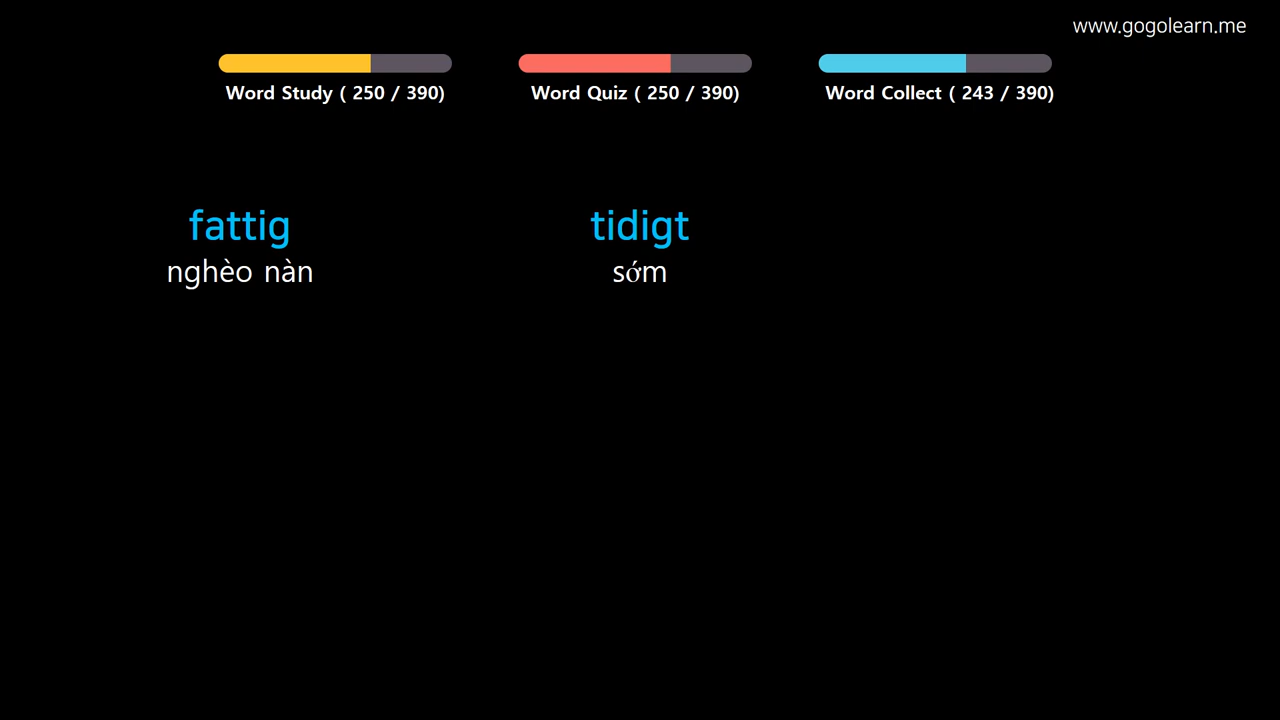 www.gogolearn.me
Word Study ( 250 / 390)
Word Quiz ( 250 / 390)
Word Collect ( 243 / 390)
fattig
nghèo nàn
tidigt
sớm